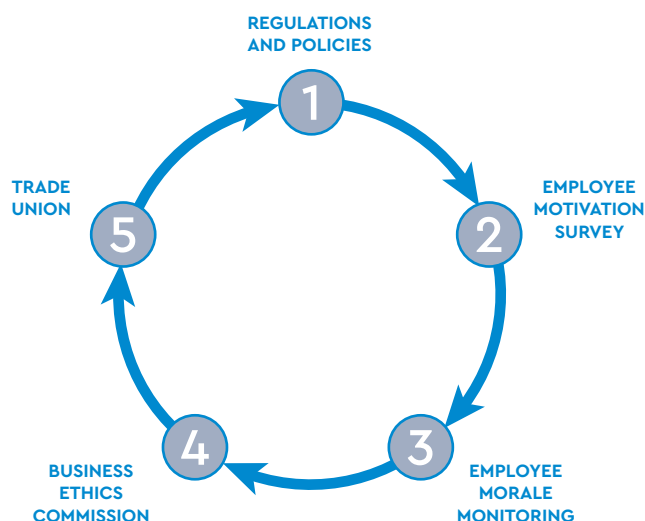 REGULATIONS
AND POLICIES
1
EMPLOYEE
MOTIVATION
SURVEY
2
EMPLOYEE
MORALE
MONITORING
3
BUSINESS
ETHICS
COMMISSION
4
TRADE
UNION
5